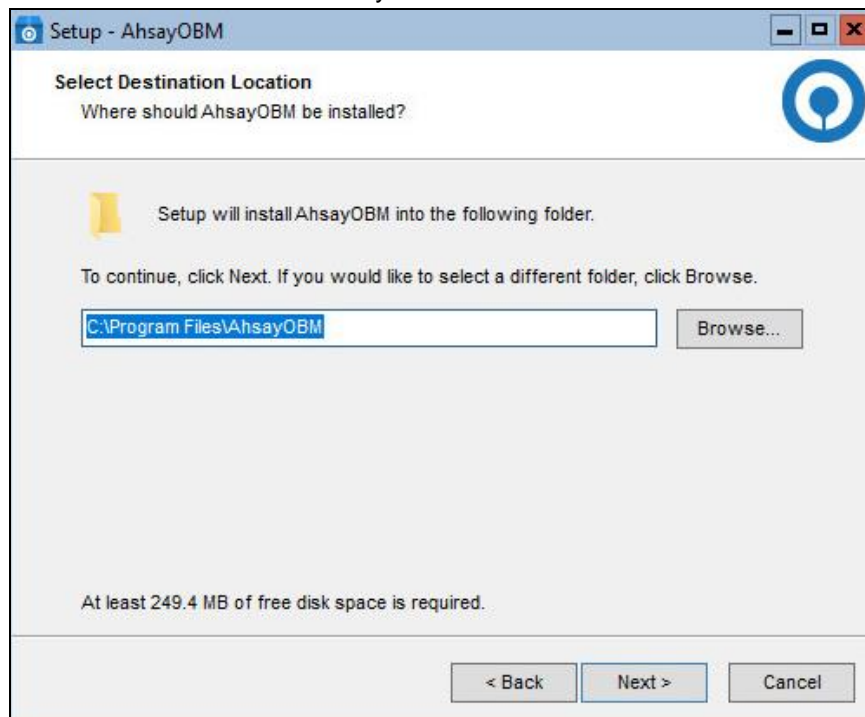 Setup - AhsayOBM
Select Destination Location
Where should AhsayOBM be installed?
Setup will install AhsayOBM into the following folder.
To continue, click Next. If you would like to select a different folder, click Browse.
C:\Program Files\AhsayOBM
Browse...
At least 249.4 MB of free disk space is required.
< Back
Next >
Cancel